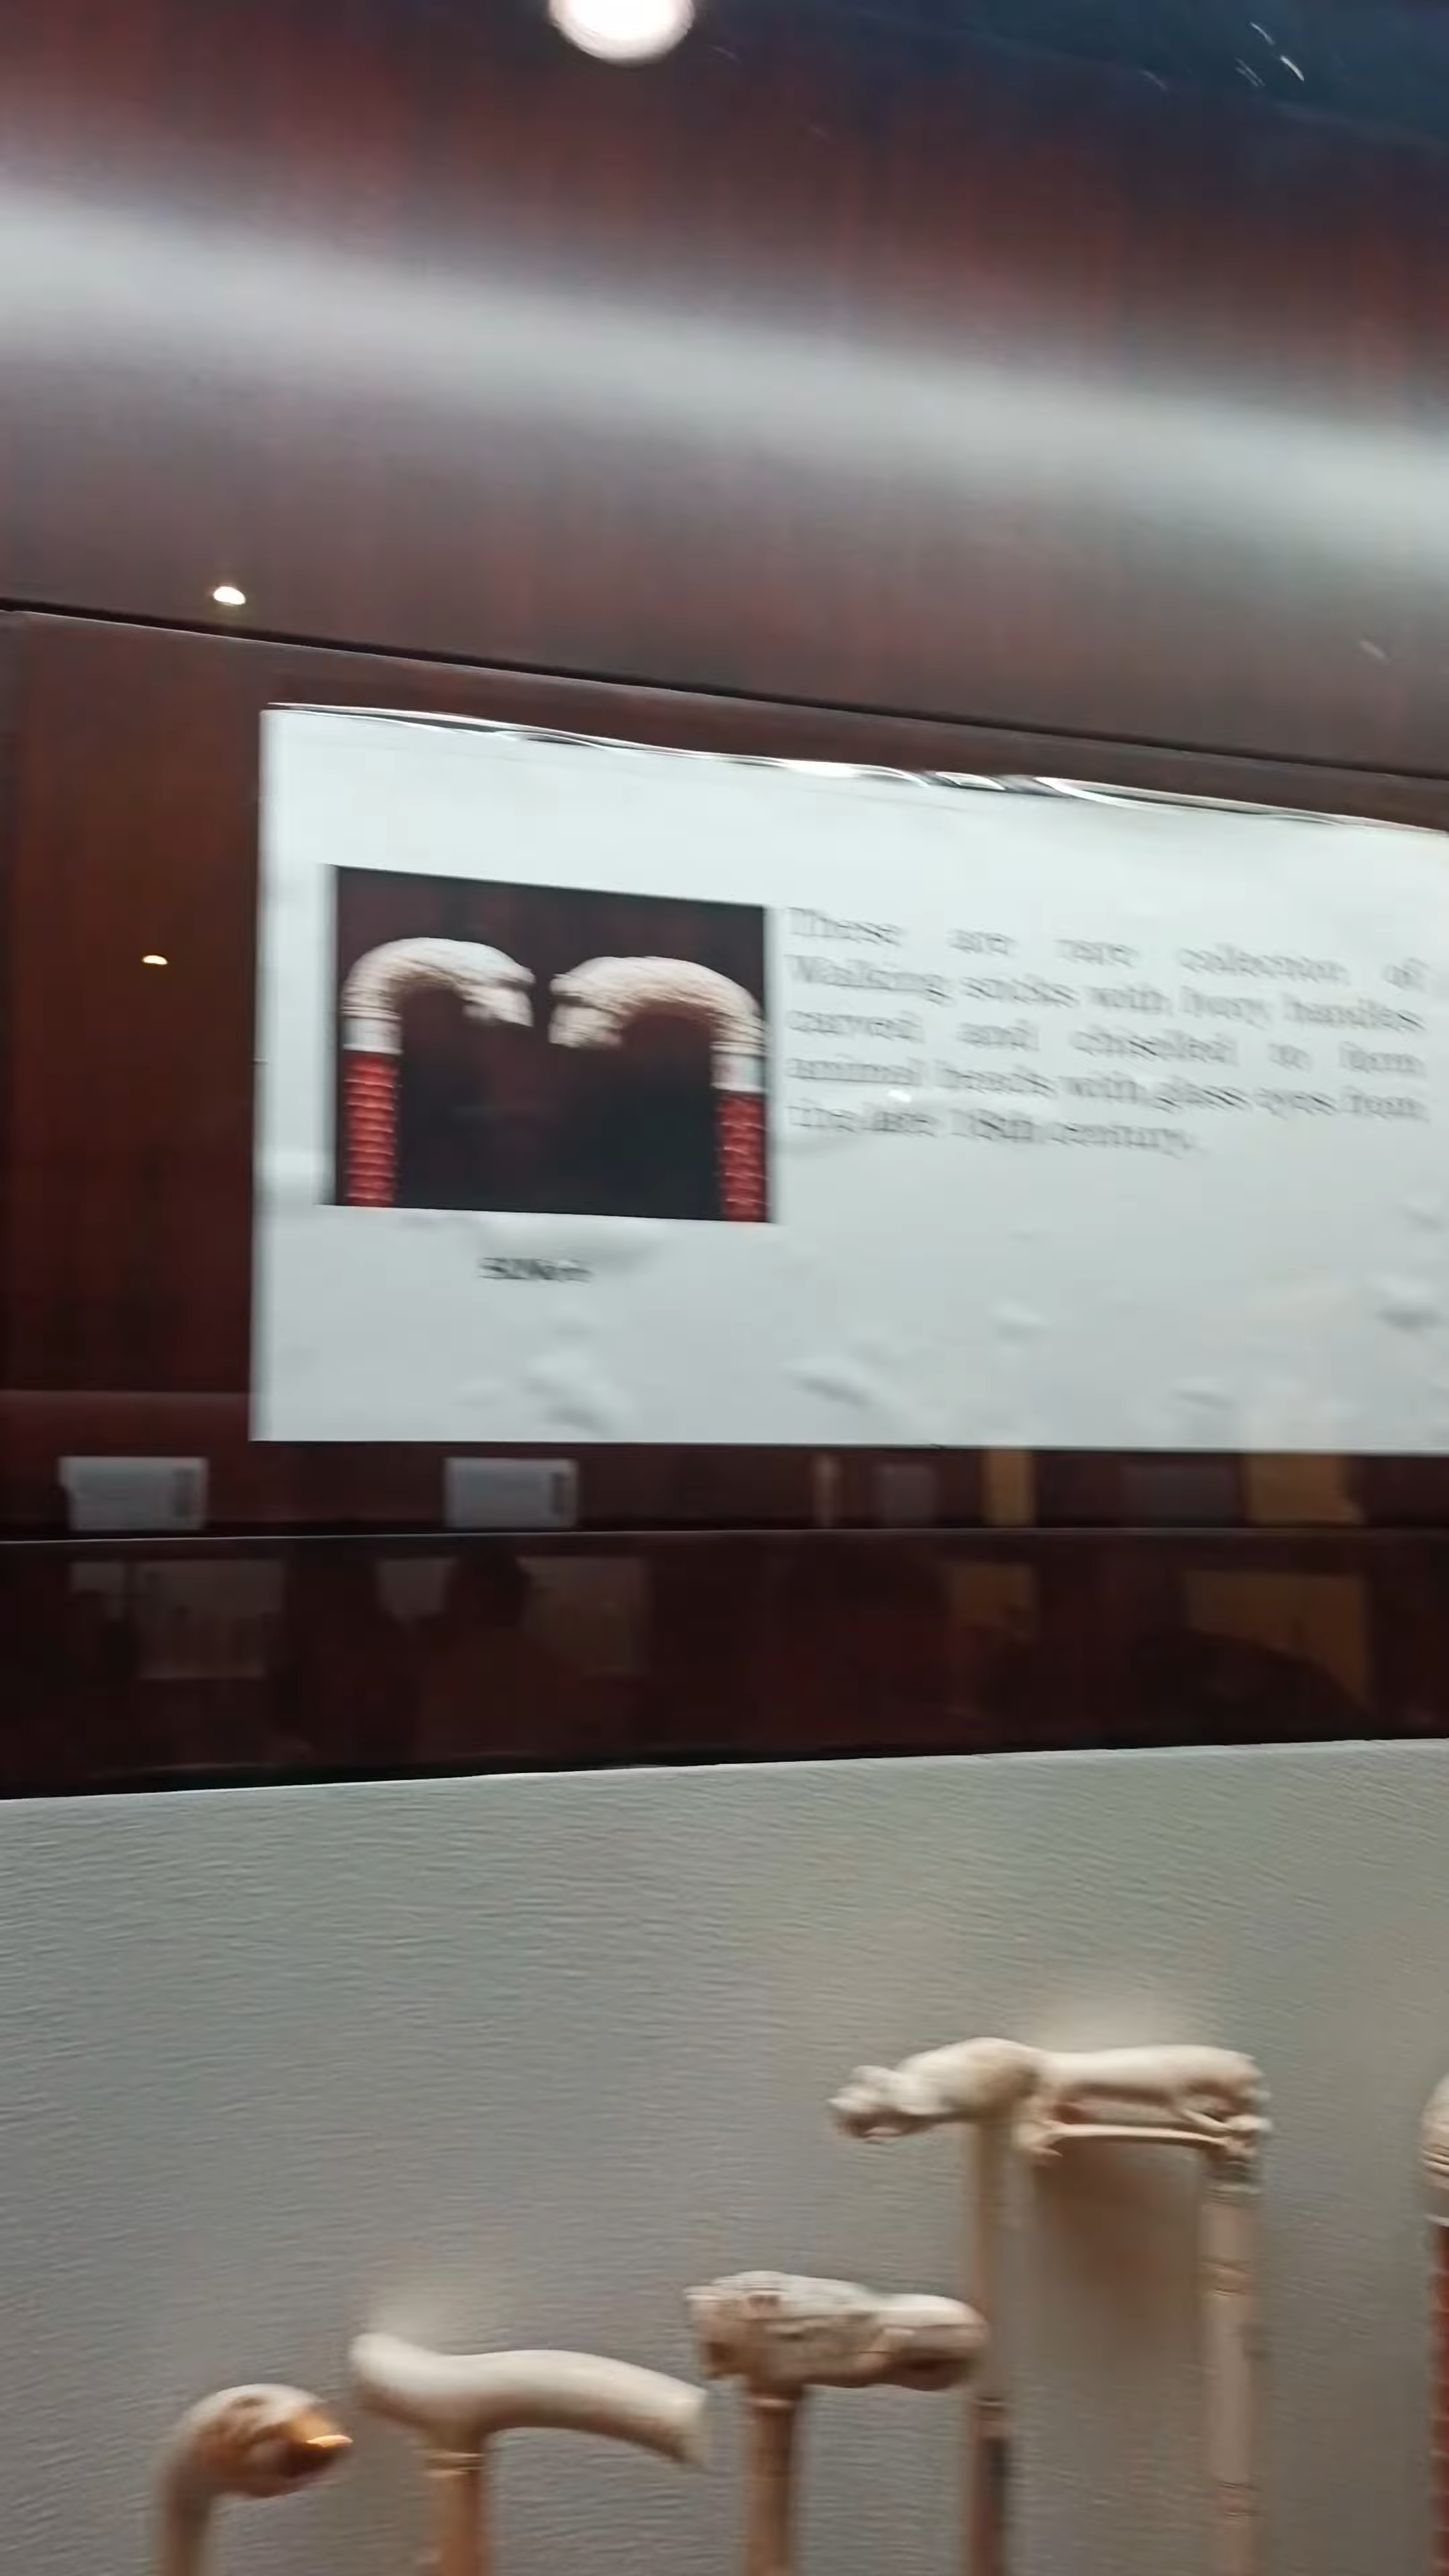 These are rare collection of
Walking sticks with Ivory handles
carved and chiselled to form
animal heads with glass eyes from
the late 18th century.